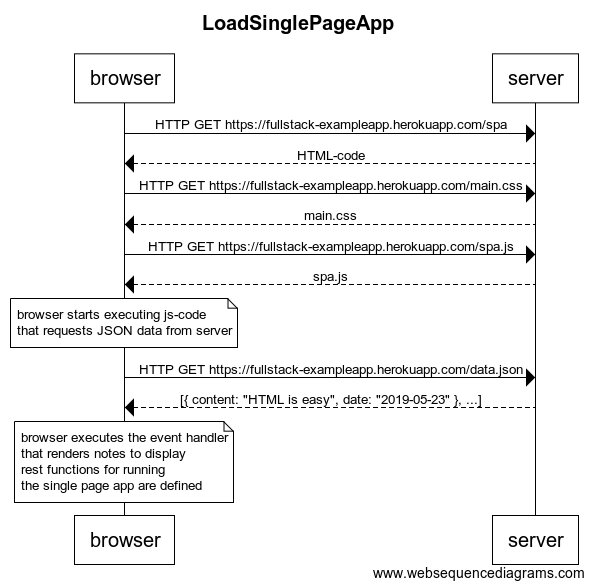 LoadSinglePageApp
browser
server
HTTP GET https://fullstack-exampleapp.herokuapp.com/spa
HTML-code
HTTP GET https://fullstack-exampleapp.herokuapp.com/main.css
main.css
HTTP GET https://fullstack-exampleapp.herokuapp.com/spa.js
spa.js
browser starts executing js-code
that requests JSON data from server
HTTP GET https://fullstack-exampleapp.herokuapp.com/data.json
[{ content: "HTML is easy", date: "2019-05-23" }, ...]
browser executes the event handler
that renders notes to display
rest functions for running
the single page app are defined
browser
server
www.websequencediagrams.com